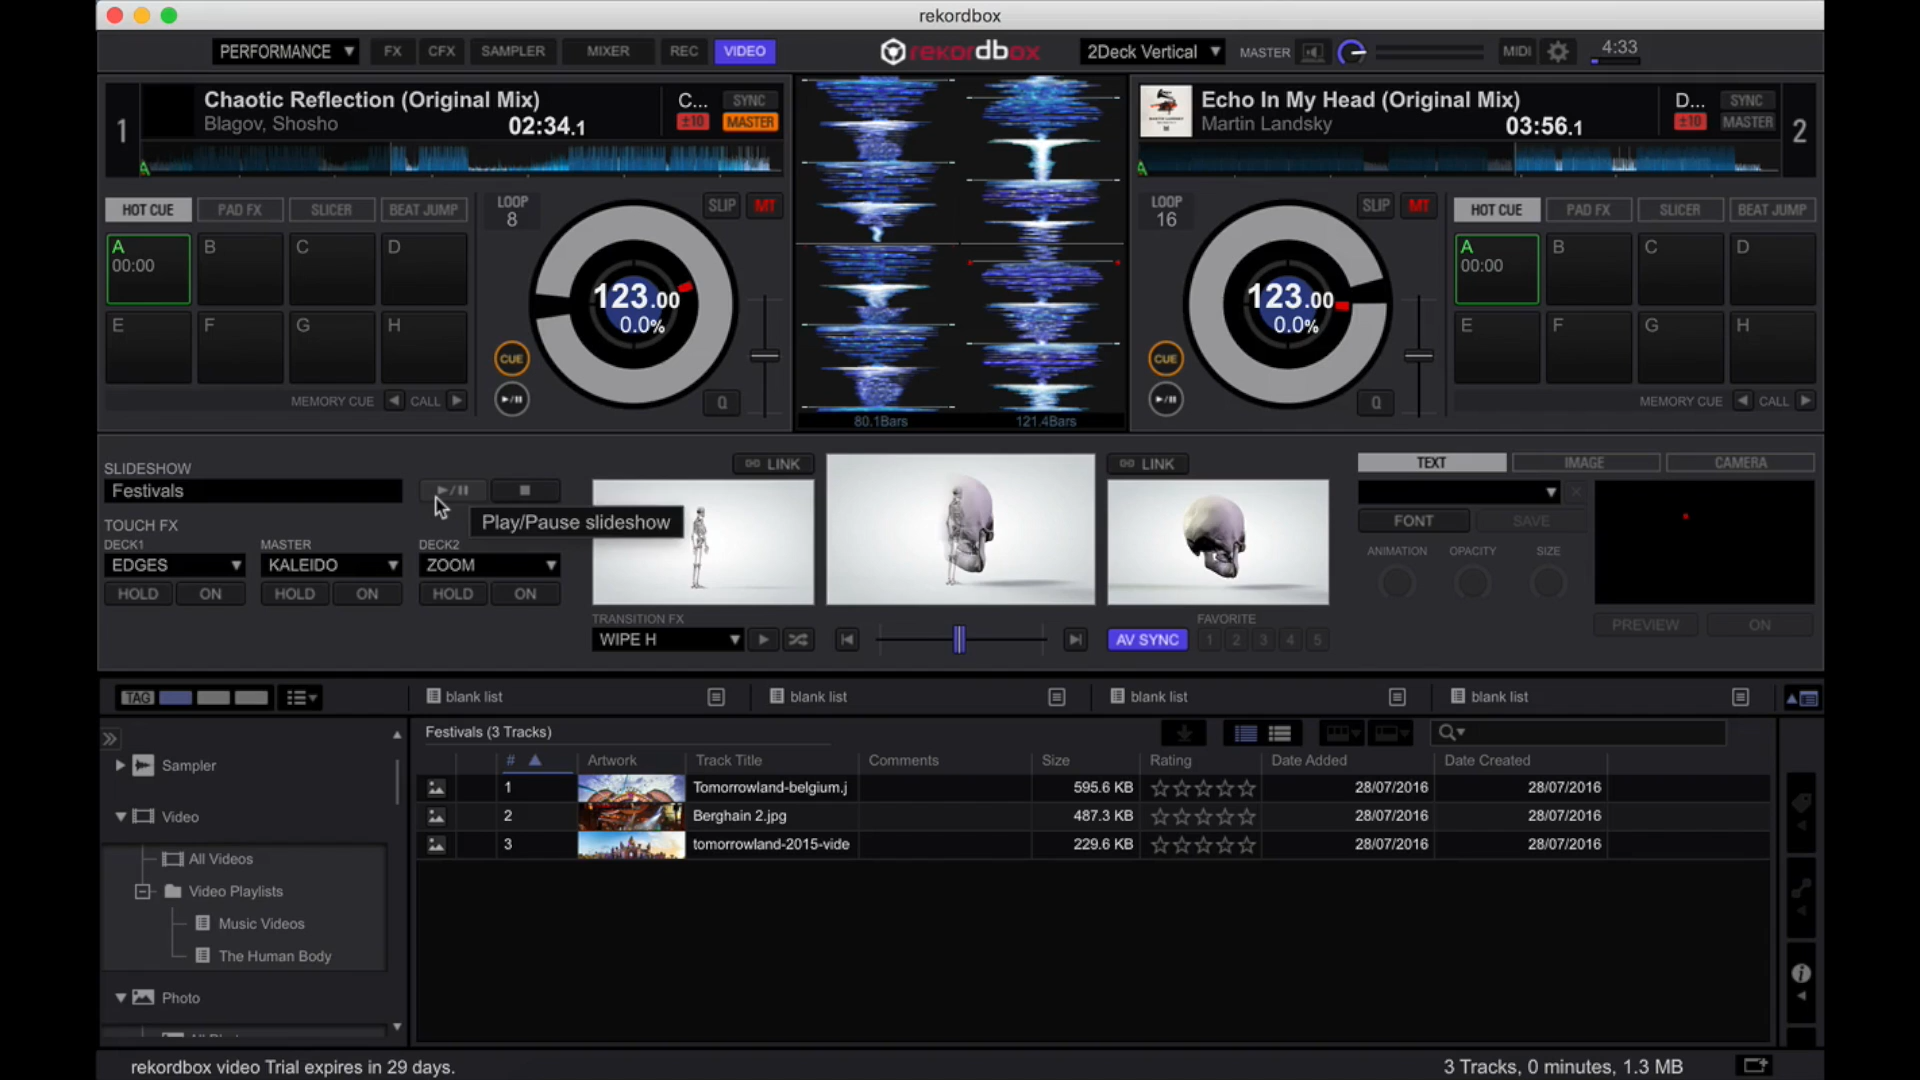 rekordbox
PERFORMANCE FX CFX SAMPLER MIXER REC VIDEO rekordbox 2Deck Vertical MASTER MIDI 4:33
1 Chaotic Reflection (Original Mix) C... SYNC
Blagov, Shosho 02:34.1 ±10 MASTER
Echo In My Head (Original Mix) D... SYNC
Martin Landsky 03:56.1 ±10 MASTER 2
A
A
HOT CUE PAD FX SLICER BEAT JUMP LOOP 8 SLIP MT
A 00:00 B C D
E F G H
123.00
0.0%
CUE
MEMORY CUE CALL Q
80.1Bars 121.4Bars
LOOP 16 SLIP MT HOT CUE PAD FX SLICER BEAT JUMP
A 00:00 B C D
E F G H
123.00
0.0%
CUE
Q MEMORY CUE CALL
SLIDESHOW
Festivals
Play/Pause slideshow
TOUCH FX
DECK1 MASTER DECK2
EDGES KALEIDO ZOOM
HOLD ON HOLD ON HOLD ON
LINK LINK
TRANSITION FX
WIPE H
AV SYNC
FAVORITE
1 2 3 4 5
TEXT IMAGE CAMERA
FONT SAVE
ANIMATION OPACITY SIZE
PREVIEW ON
TAG blank list blank list blank list blank list
Sampler
Video
All Videos
Video Playlists
Music Videos
The Human Body
Photo
Festivals (3 Tracks)
# Artwork Track Title Comments Size Rating Date Added Date Created
1 Tomorrowland-belgium.j 595.6 KB 28/07/2016 28/07/2016
2 Berghain 2.jpg 487.3 KB 28/07/2016 28/07/2016
3 tomorrowland-2015-vide 229.6 KB 28/07/2016 28/07/2016
rekordbox video Trial expires in 29 days.
3 Tracks, 0 minutes, 1.3 MB